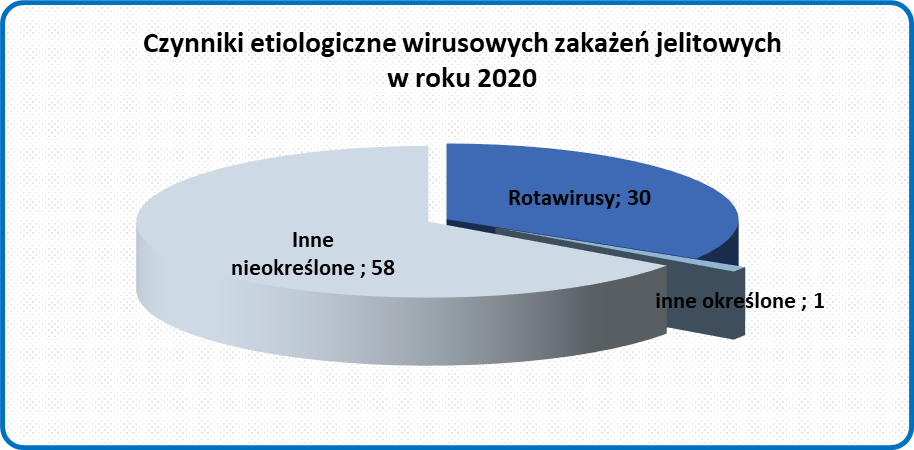 Czynniki etiologiczne wirusowych zakażeń jelitowych
w roku 2020
Rotawirusy; 30
Inne
nieokreślone ; 58
inne określone ; 1